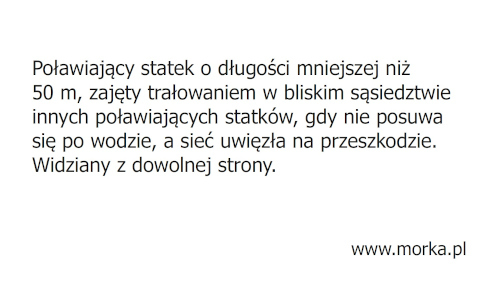 Poławiający statek o długości mniejszej niż
50 m, zajęty trałowaniem w bliskim sąsiedztwie
innych poławiających statków, gdy nie posuwa
się po wodzie, a sieć uwięzła na przeszkodzie.
Widziany z dowolnej strony.
www.morka.pl